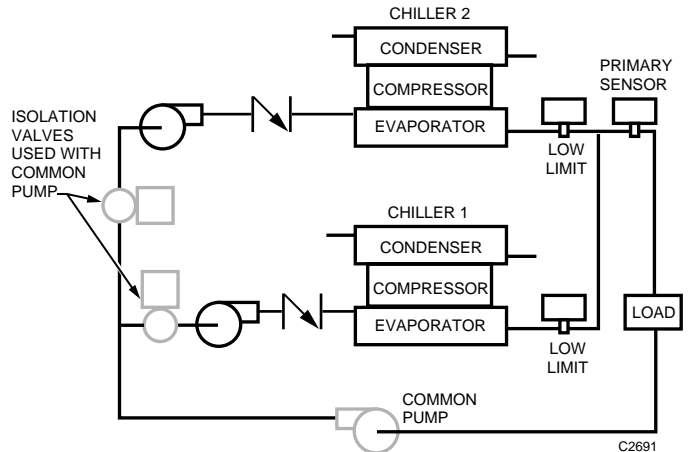 CHILLER 2
CONDENSER
COMPRESSOR
EVAPORATOR
PRIMARY
SENSOR
LOW
LIMIT
ISOLATION
VALVES
USED WITH
COMMON
PUMP
CHILLER 1
CONDENSER
COMPRESSOR
EVAPORATOR
LOW
LIMIT
LOAD
COMMON
PUMP
C2691